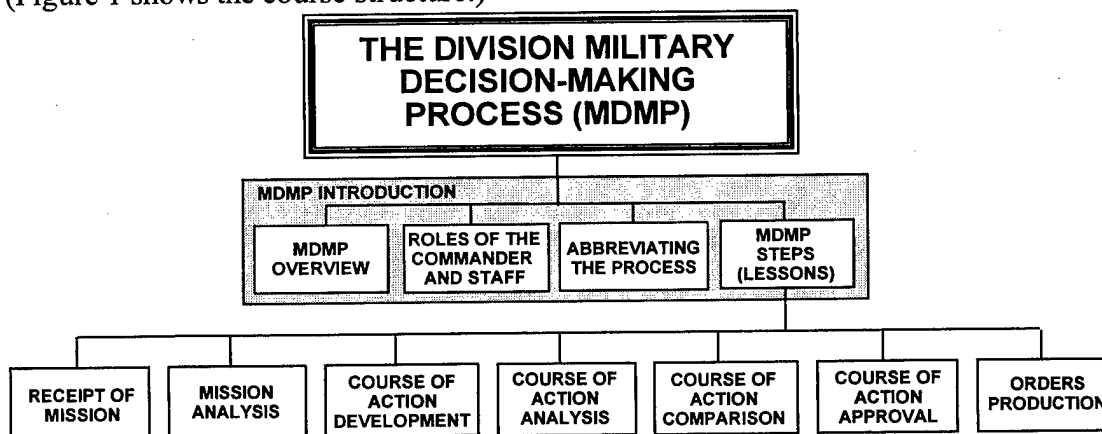 (Figure 1 shows the course structure.)
THE DIVISION MILITARY
DECISION-MAKING
PROCESS (MDMP)
MDMP INTRODUCTION
MDMP
OVERVIEW
ROLES OF THE
COMMANDER
AND STAFF
ABBREVIATING
THE PROCESS
MDMP
STEPS
(LESSONS)
RECEIPT OF
MISSION
MISSION
ANALYSIS
COURSE OF
ACTION
DEVELOPMENT
COURSE OF
ACTION
ANALYSIS
COURSE OF
ACTION
COMPARISON
COURSE OF
ACTION
APPROVAL
ORDERS
PRODUCTION